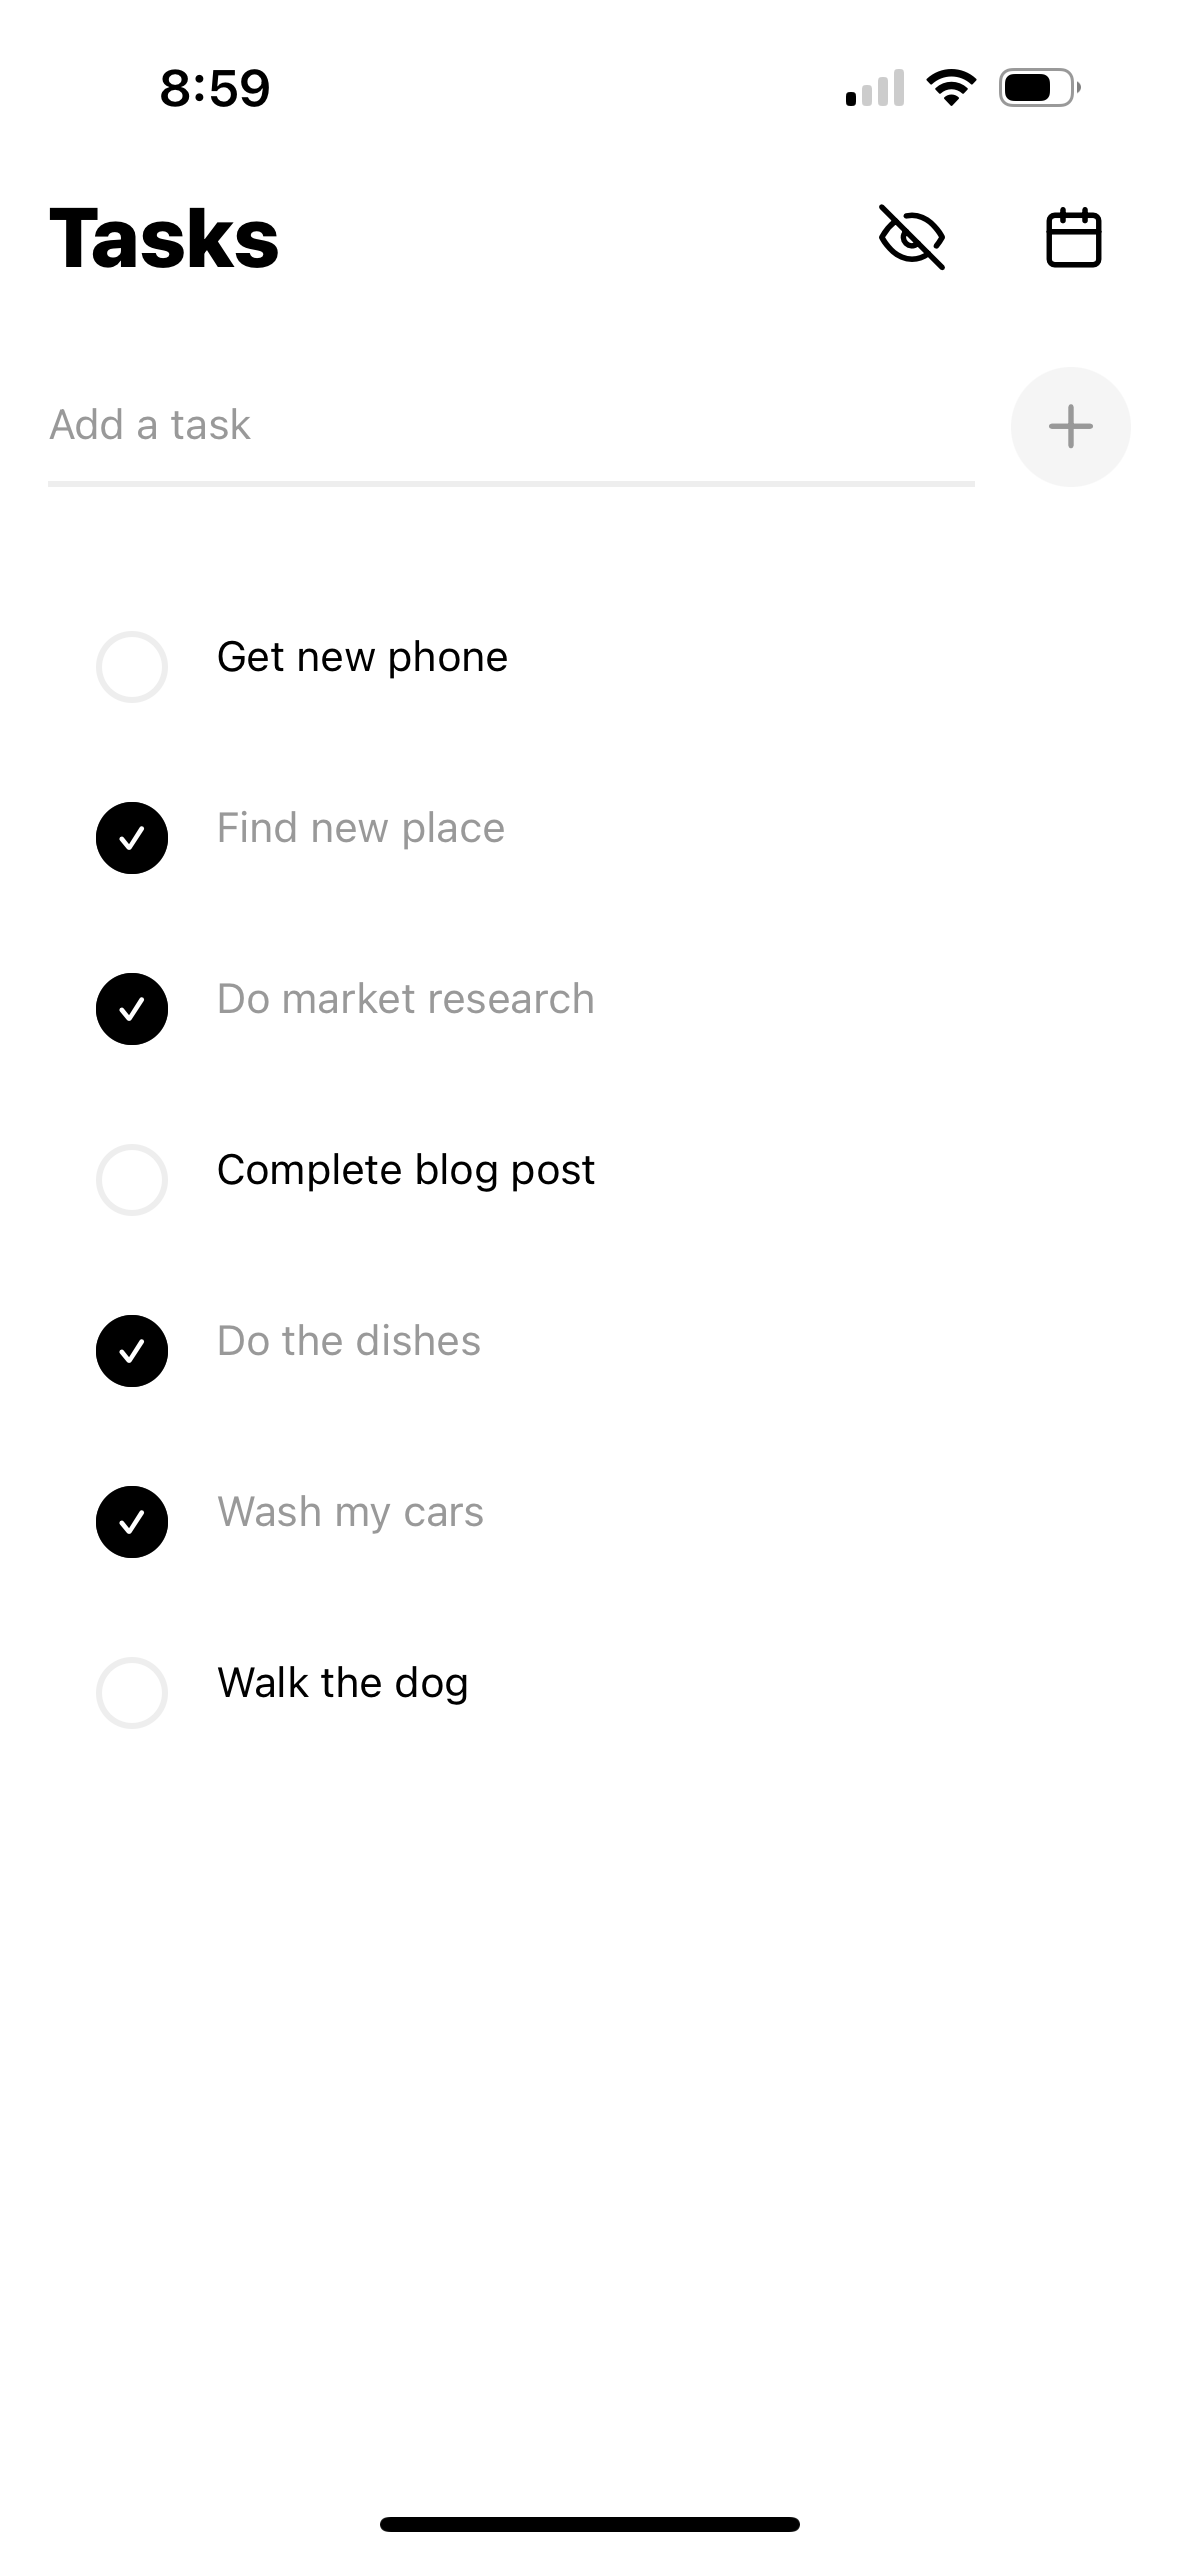 8:59
Tasks
Add a task
Get new phone
Find new place
Do market research
Complete blog post
Do the dishes
Wash my cars
Walk the dog